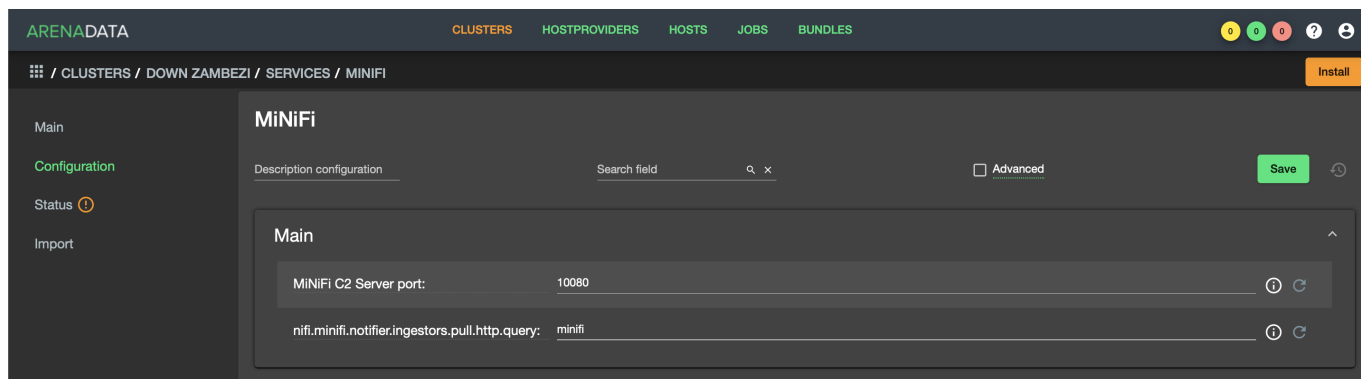 ARENADATA CLUSTERS HOSTPROVIDERS HOSTS JOBS BUNDLES 0 0 0 ?
/ CLUSTERS / DOWN ZAMBEZI / SERVICES / MINIFI Install
Main
Configuration
Status
Import
MiNiFi
Description configuration Search field Advanced Save
Main
MiNiFi C2 Server port: 10080
nifi.minifi.notifier.ingestors.pull.http.query: minifi